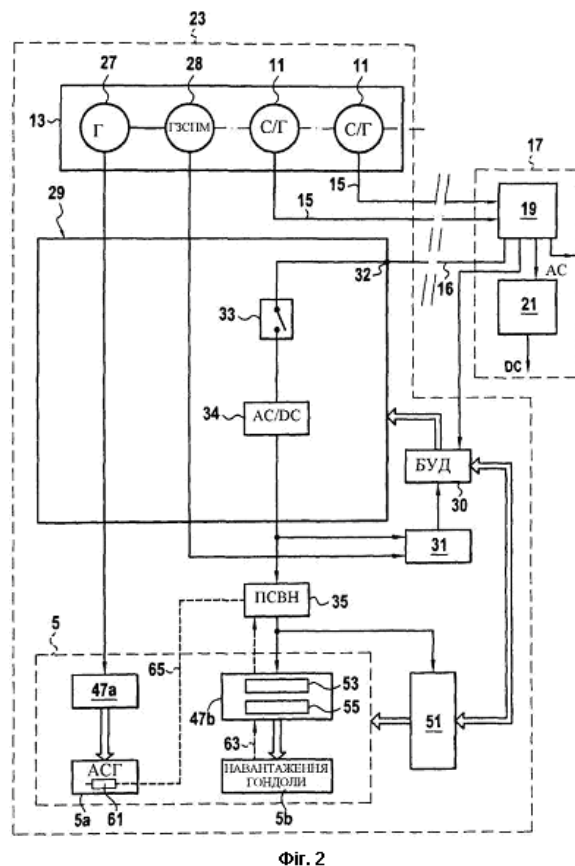 23
27 28 11 11
13
Г ГЗСПМ С/Г С/Г
17
15
15
19
29
32
16
AC
33
21
34
AC/DC
DC
БУД
30
31
5
ПСВН
35
65
47a
53
55
47b
51
63
АСГ
61
5a
НАВАНТАЖЕННЯ
ГОНДОЛИ
5b
Фіг. 2